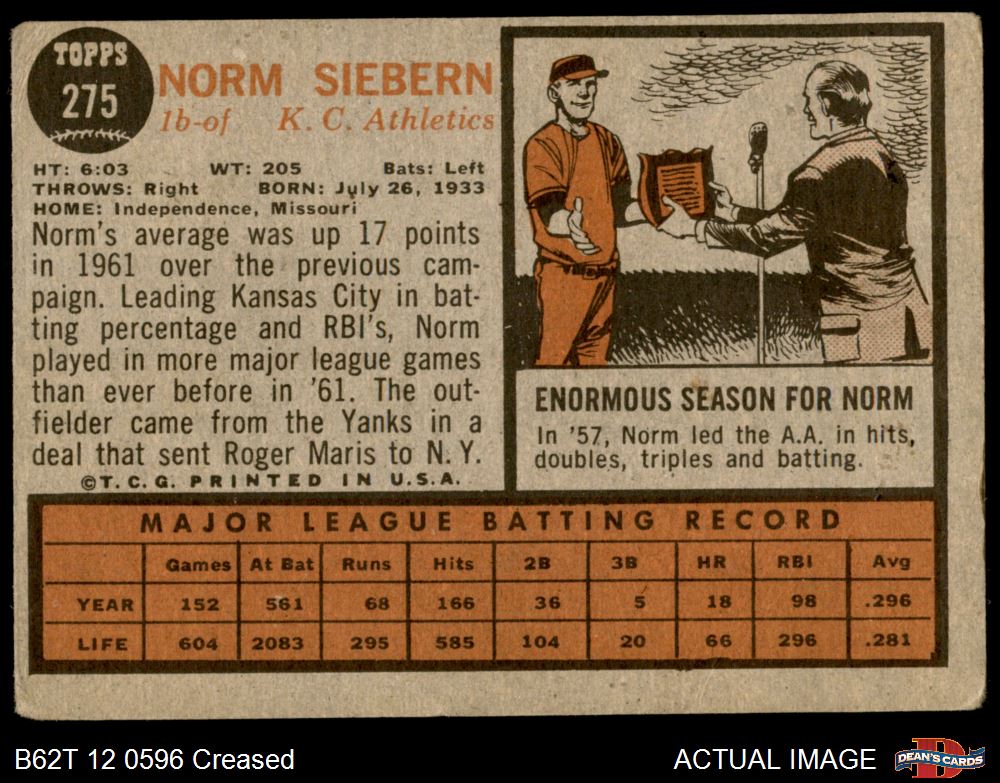 TOPPS
275
NORM SIEBERN
1b-of K. C. Athletics
HT: 6:03 WT: 205 Bats: Left
THROWS: Right BORN: July 26, 1933
HOME: Independence, Missouri
Norm's average was up 17 points
in 1961 over the previous cam-
paign. Leading Kansas City in bat-
ting percentage and RBI's, Norm
played in more major league games
than ever before in '61. The out-
fielder came from the Yanks in a
deal that sent Roger Maris to N. Y.
©T. C. G. PRINTED IN U.S.A.
ENORMOUS SEASON FOR NORM
In '57, Norm led the A.A. in hits,
doubles, triples and batting.
MAJOR LEAGUE BATTING RECORD
Games At Bat Runs Hits 2B 3B HR RBI Avg
YEAR 152 561 68 166 36 5 18 98 .296
LIFE 604 2083 295 585 104 20 66 296 .281
B62T 12 0596 Creased
ACTUAL IMAGE
D
DEAN'S CARDS